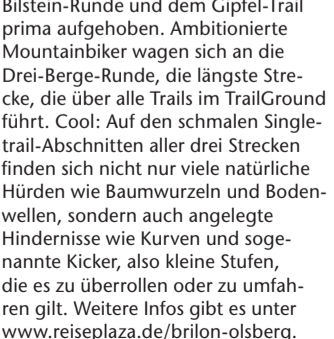 Bilstein-Runde und dem Gipfel-Trail
prima aufgehoben. Ambitionierte
Mountainbiker wagen sich an die
Drei-Berge-Runde, die längste Stre-
cke, die über alle Trails im TrailGround
führt. Cool: Auf den schmalen Single-
trail-Abschnitten aller drei Strecken
finden sich nicht nur viele natürliche
Hürden wie Baumwurzeln und Boden-
wellen, sondern auch angelegte
Hindernisse wie Kurven und soge-
nannte Kicker, also kleine Stufen,
die es zu überrollen oder zu umfah-
ren gilt. Weitere Infos gibt es unter
www.reiseplaza.de/brilon-olsberg.